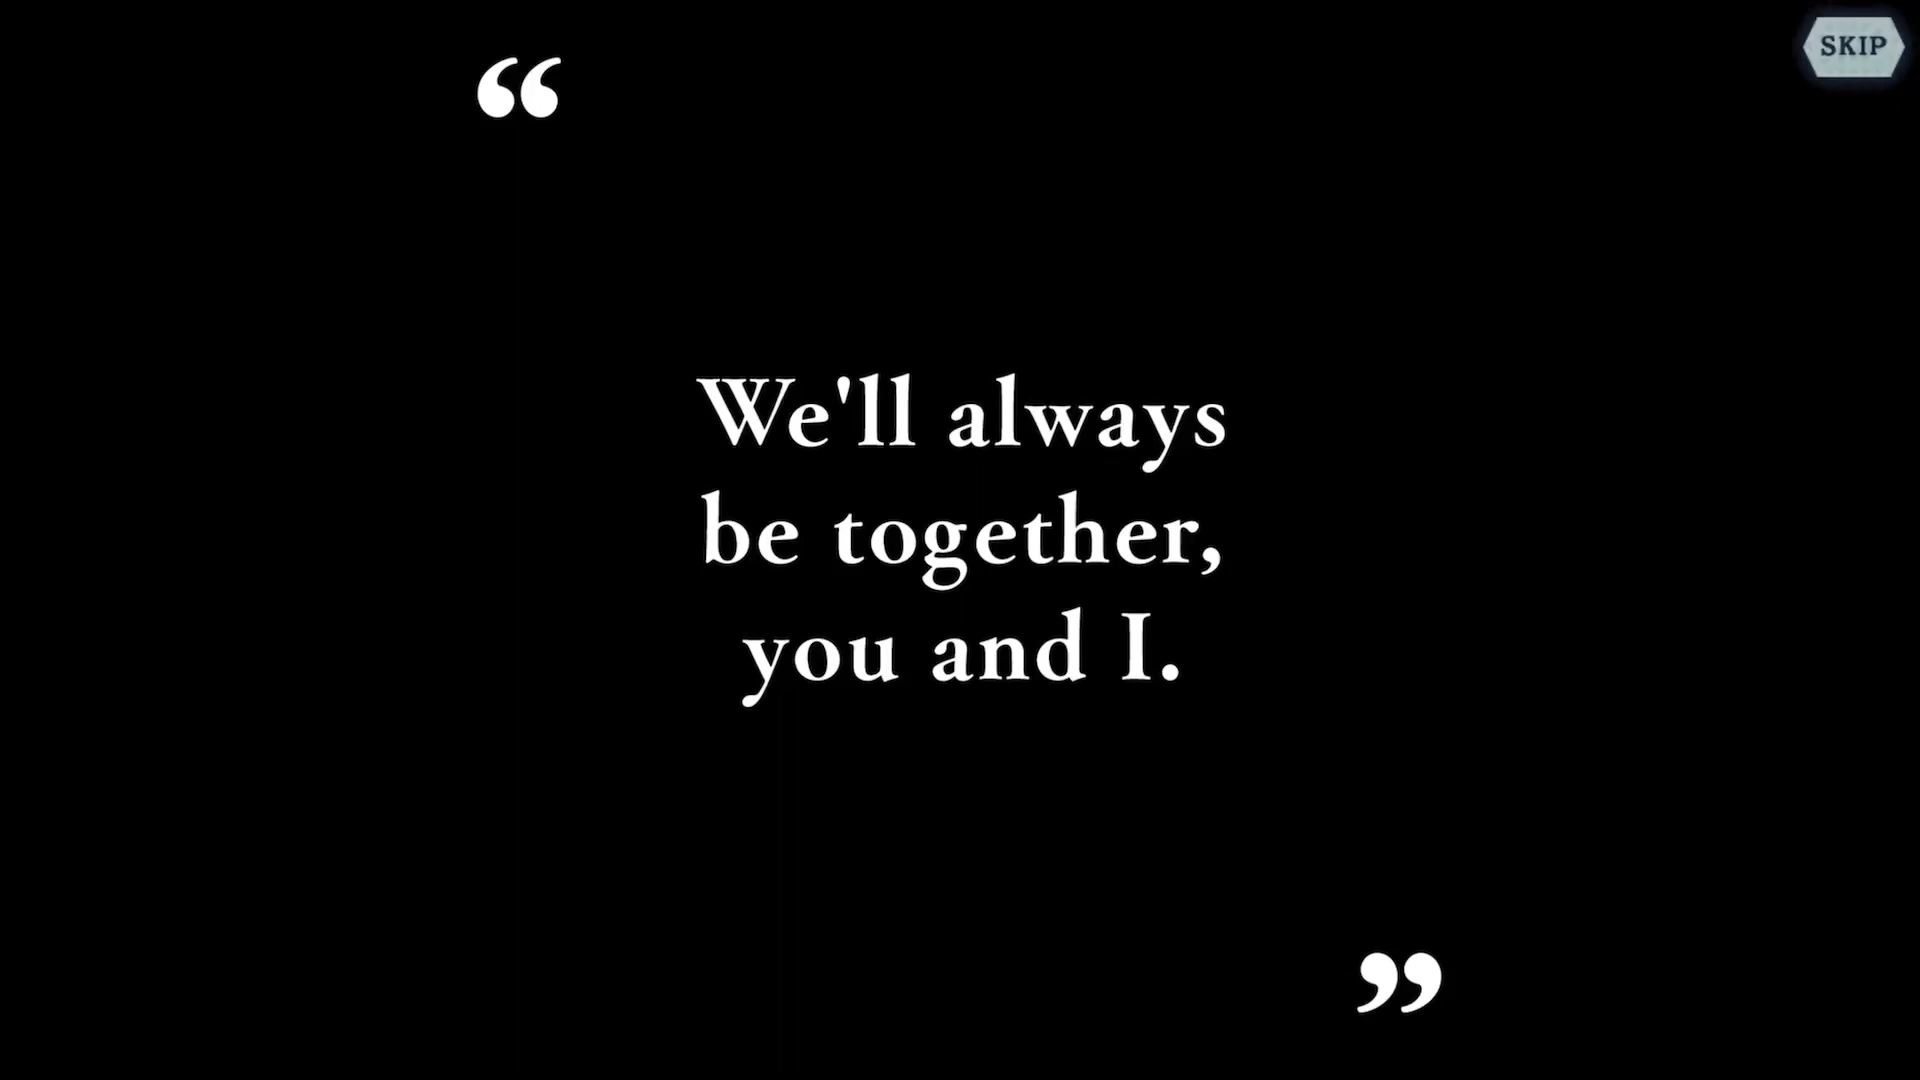 SKIP
“
We'll always
be together,
you and I.
”